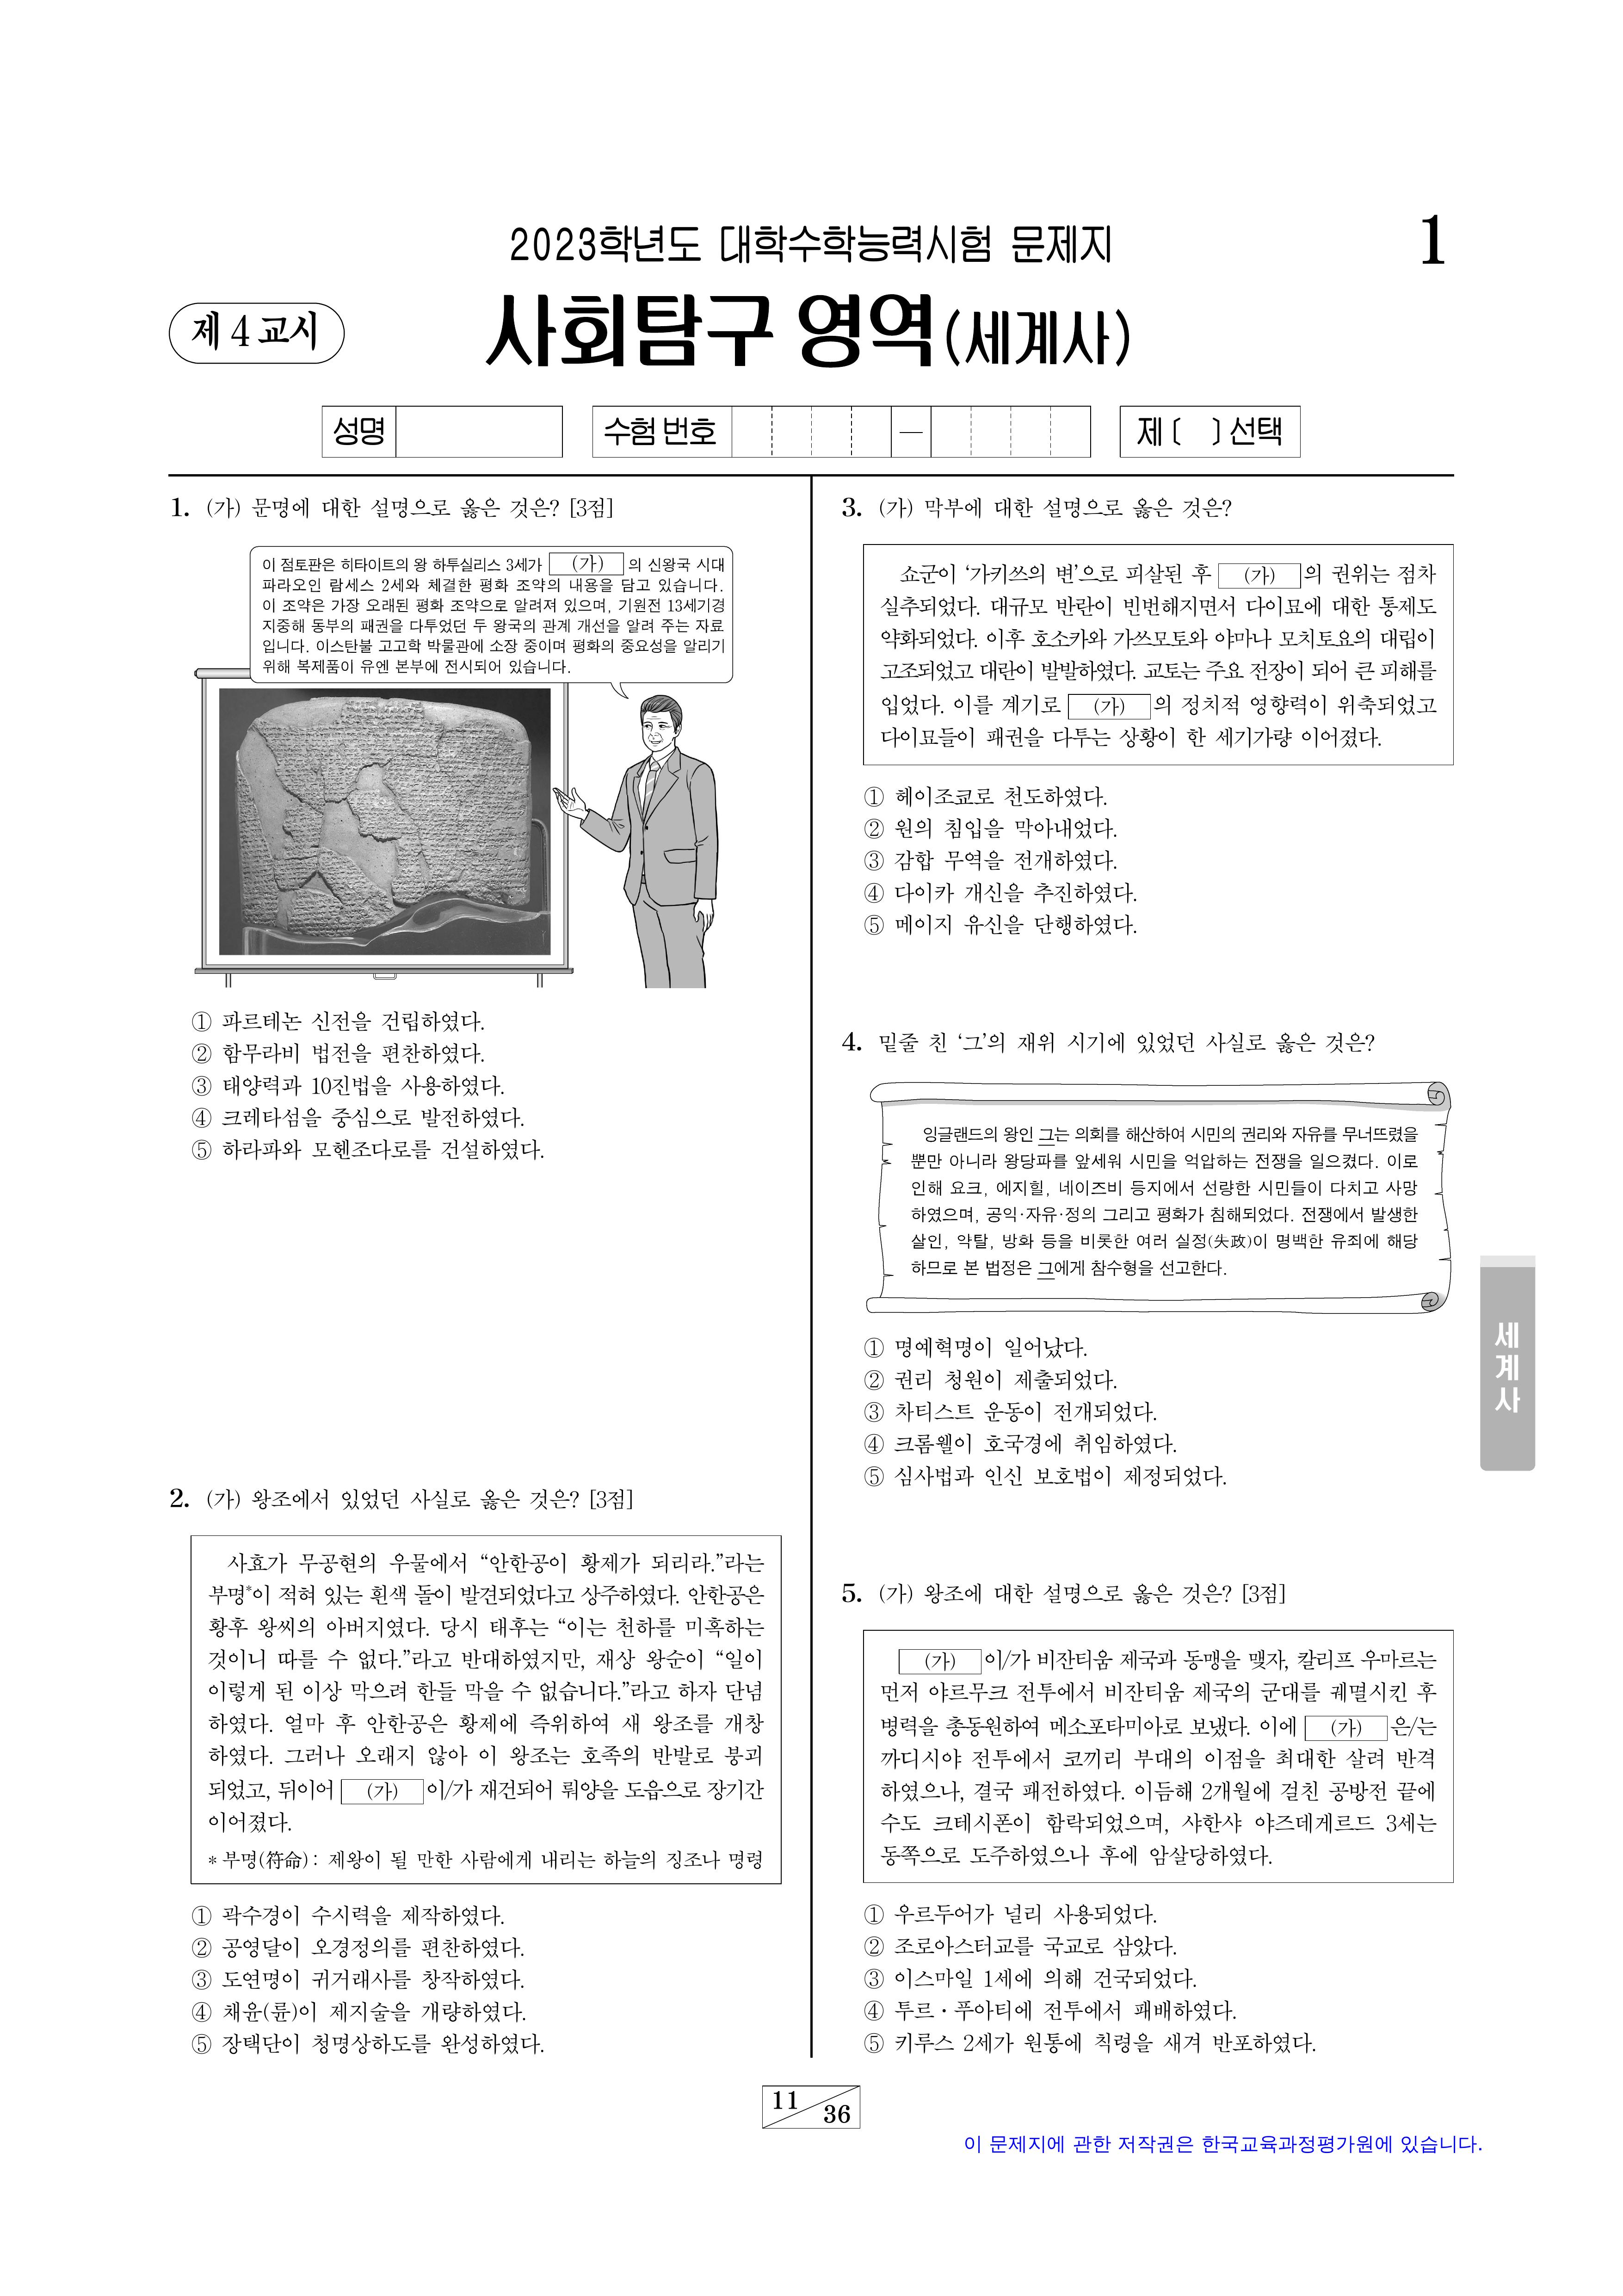 2023학년도 대학수학능력시험 문제지
1
제 4 교시
사회탐구 영역(세계사)
성명
수험 번호
—
제 [ ] 선택
1. (가) 문명에 대한 설명으로 옳은 것은? [3점]
이 점토판은 히타이트의 왕 하투실리스 3세가 (가) 의 신왕국 시대
파라오인 람세스 2세와 체결한 평화 조약의 내용을 담고 있습니다.
이 조약은 가장 오래된 평화 조약으로 알려져 있으며, 기원전 13세기경
지중해 동부의 패권을 다투었던 두 왕국의 관계 개선을 알려 주는 자료
입니다. 이스탄불 고고학 박물관에 소장 중이며 평화의 중요성을 알리기
위해 복제품이 유엔 본부에 전시되어 있습니다.
① 파르테논 신전을 건립하였다.
② 함무라비 법전을 편찬하였다.
③ 태양력과 10진법을 사용하였다.
④ 크레타섬을 중심으로 발전하였다.
⑤ 하라파와 모헨조다로를 건설하였다.
2. (가) 왕조에서 있었던 사실로 옳은 것은? [3점]
사효가 무공현의 우물에서 “안한공이 황제가 되리라.”라는
부명*이 적혀 있는 흰색 돌이 발견되었다고 상주하였다. 안한공은
황후 왕씨의 아버지였다. 당시 태후는 “이는 천하를 미혹하는
것이니 따를 수 없다.”라고 반대하였지만, 재상 왕순이 “일이
이렇게 된 이상 막으려 한들 막을 수 없습니다.”라고 하자 단념
하였다. 얼마 후 안한공은 황제에 즉위하여 새 왕조를 개창
하였다. 그러나 오래지 않아 이 왕조는 호족의 반발로 붕괴
되었고, 뒤이어 (가) 이/가 재건되어 뤄양을 도읍으로 장기간
이어졌다.
* 부명(符命) : 제왕이 될 만한 사람에게 내리는 하늘의 징조나 명령
① 곽수경이 수시력을 제작하였다.
② 공영달이 오경정의를 편찬하였다.
③ 도연명이 귀거래사를 창작하였다.
④ 채윤(륜)이 제지술을 개량하였다.
⑤ 장택단이 청명상하도를 완성하였다.
3. (가) 막부에 대한 설명으로 옳은 것은?
쇼군이 ‘가키쓰의 변’으로 피살된 후 (가) 의 권위는 점차
실추되었다. 대규모 반란이 빈번해지면서 다이묘에 대한 통제도
약화되었다. 이후 호소카와 가쓰모토와 야마나 모치토요의 대립이
고조되었고 대란이 발발하였다. 교토는 주요 전장이 되어 큰 피해를
입었다. 이를 계기로 (가) 의 정치적 영향력이 위축되었고
다이묘들이 패권을 다투는 상황이 한 세기가량 이어졌다.
① 헤이조쿄로 천도하였다.
② 원의 침입을 막아내었다.
③ 감합 무역을 전개하였다.
④ 다이카 개신을 추진하였다.
⑤ 메이지 유신을 단행하였다.
4. 밑줄 친 ‘그’의 재위 시기에 있었던 사실로 옳은 것은?
잉글랜드의 왕인 그는 의회를 해산하여 시민의 권리와 자유를 무너뜨렸을
뿐만 아니라 왕당파를 앞세워 시민을 억압하는 전쟁을 일으켰다. 이로
인해 요크, 에지힐, 네이즈비 등지에서 선량한 시민들이 다치고 사망
하였으며, 공익·자유·정의 그리고 평화가 침해되었다. 전쟁에서 발생한
살인, 약탈, 방화 등을 비롯한 여러 실정(失政)이 명백한 유죄에 해당
하므로 본 법정은 그에게 참수형을 선고한다.
① 명예혁명이 일어났다.
② 권리 청원이 제출되었다.
③ 차티스트 운동이 전개되었다.
④ 크롬웰이 호국경에 취임하였다.
⑤ 심사법과 인신 보호법이 제정되었다.
5. (가) 왕조에 대한 설명으로 옳은 것은? [3점]
(가) 이/가 비잔티움 제국과 동맹을 맺자, 칼리프 우마르는
먼저 야르무크 전투에서 비잔티움 제국의 군대를 궤멸시킨 후
병력을 총동원하여 메소포타미아로 보냈다. 이에 (가) 은/는
까디시야 전투에서 코끼리 부대의 이점을 최대한 살려 반격
하였으나, 결국 패전하였다. 이듬해 2개월에 걸친 공방전 끝에
수도 크테시폰이 함락되었으며, 샤한샤 야즈데게르드 3세는
동쪽으로 도주하였으나 후에 암살당하였다.
① 우르두어가 널리 사용되었다.
② 조로아스터교를 국교로 삼았다.
③ 이스마일 1세에 의해 건국되었다.
④ 투르·푸아티에 전투에서 패배하였다.
⑤ 키루스 2세가 원통에 칙령을 새겨 반포하였다.
세계사
11
36
이 문제지에 관한 저작권은 한국교육과정평가원에 있습니다.